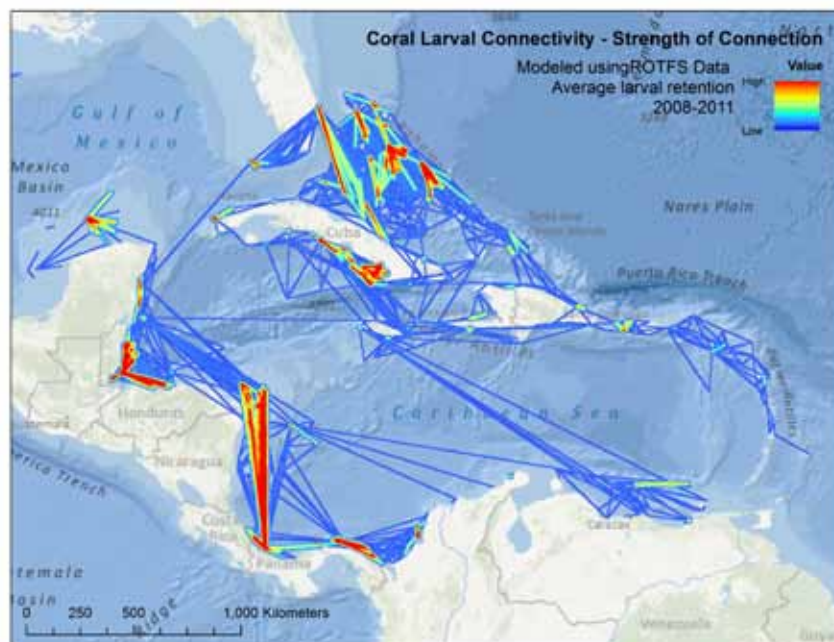 Coral Larval Connectivity - Strength of Connection
Modeled usingROTFS Data
Average larval retention
2008-2011
Value
High
Low
Gulf of
Mexico
Mexico
Basin
Nares Plain
Cuba
Puerto Rico Trench
Antilles
Caribbean Sea
Honduras
Nicaragua
Costa
Rica
Panama
Caracas
Venezuela
Ridge
0 250 500 1,000 Kilometers